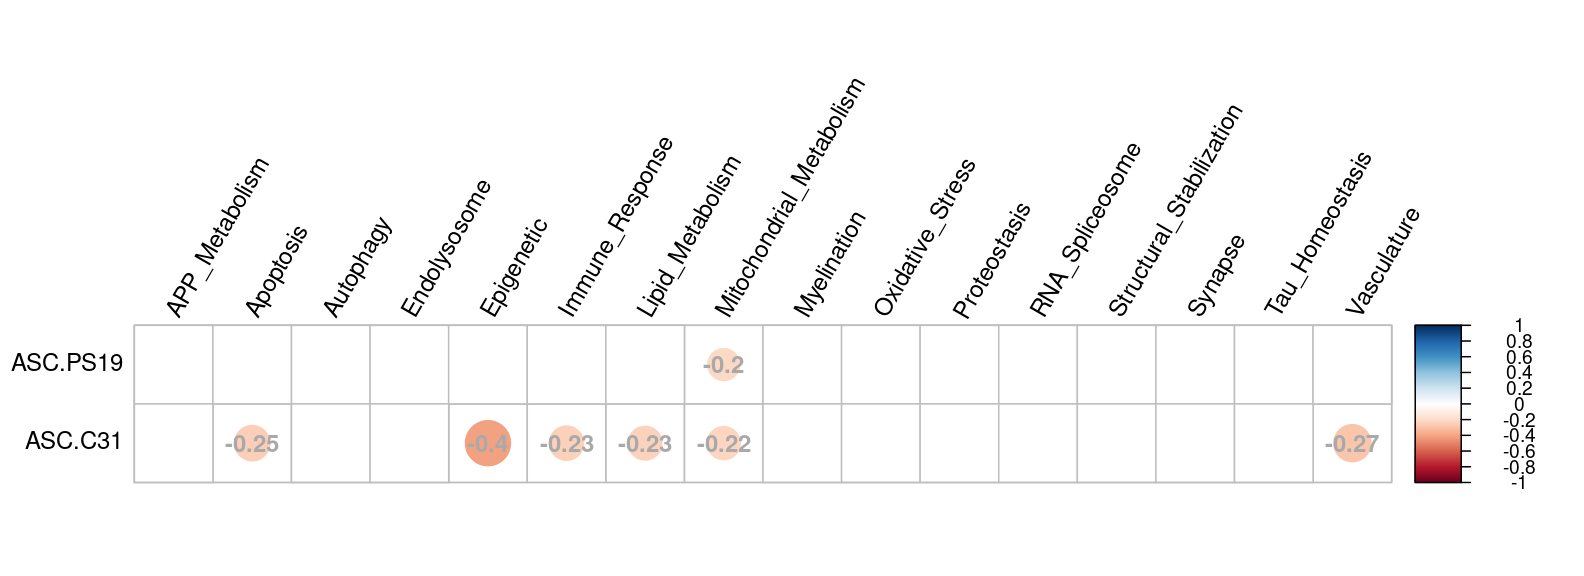 APP_Metabolism
Apoptosis
Autophagy
Endolysosome
Epigenetic
Immune_Response
Lipid_Metabolism
Mitochondrial_Metabolism
Myelination
Oxidative_Stress
Proteostasis
RNA_Spliceosome
Structural_Stabilization
Synapse
Tau_Homeostasis
Vasculature
ASC.PS19
-0.2
ASC.C31
-0.25
-0.4
-0.23
-0.23
-0.22
-0.27
1
0.8
0.6
0.4
0.2
0
-0.2
-0.4
-0.6
-0.8
-1